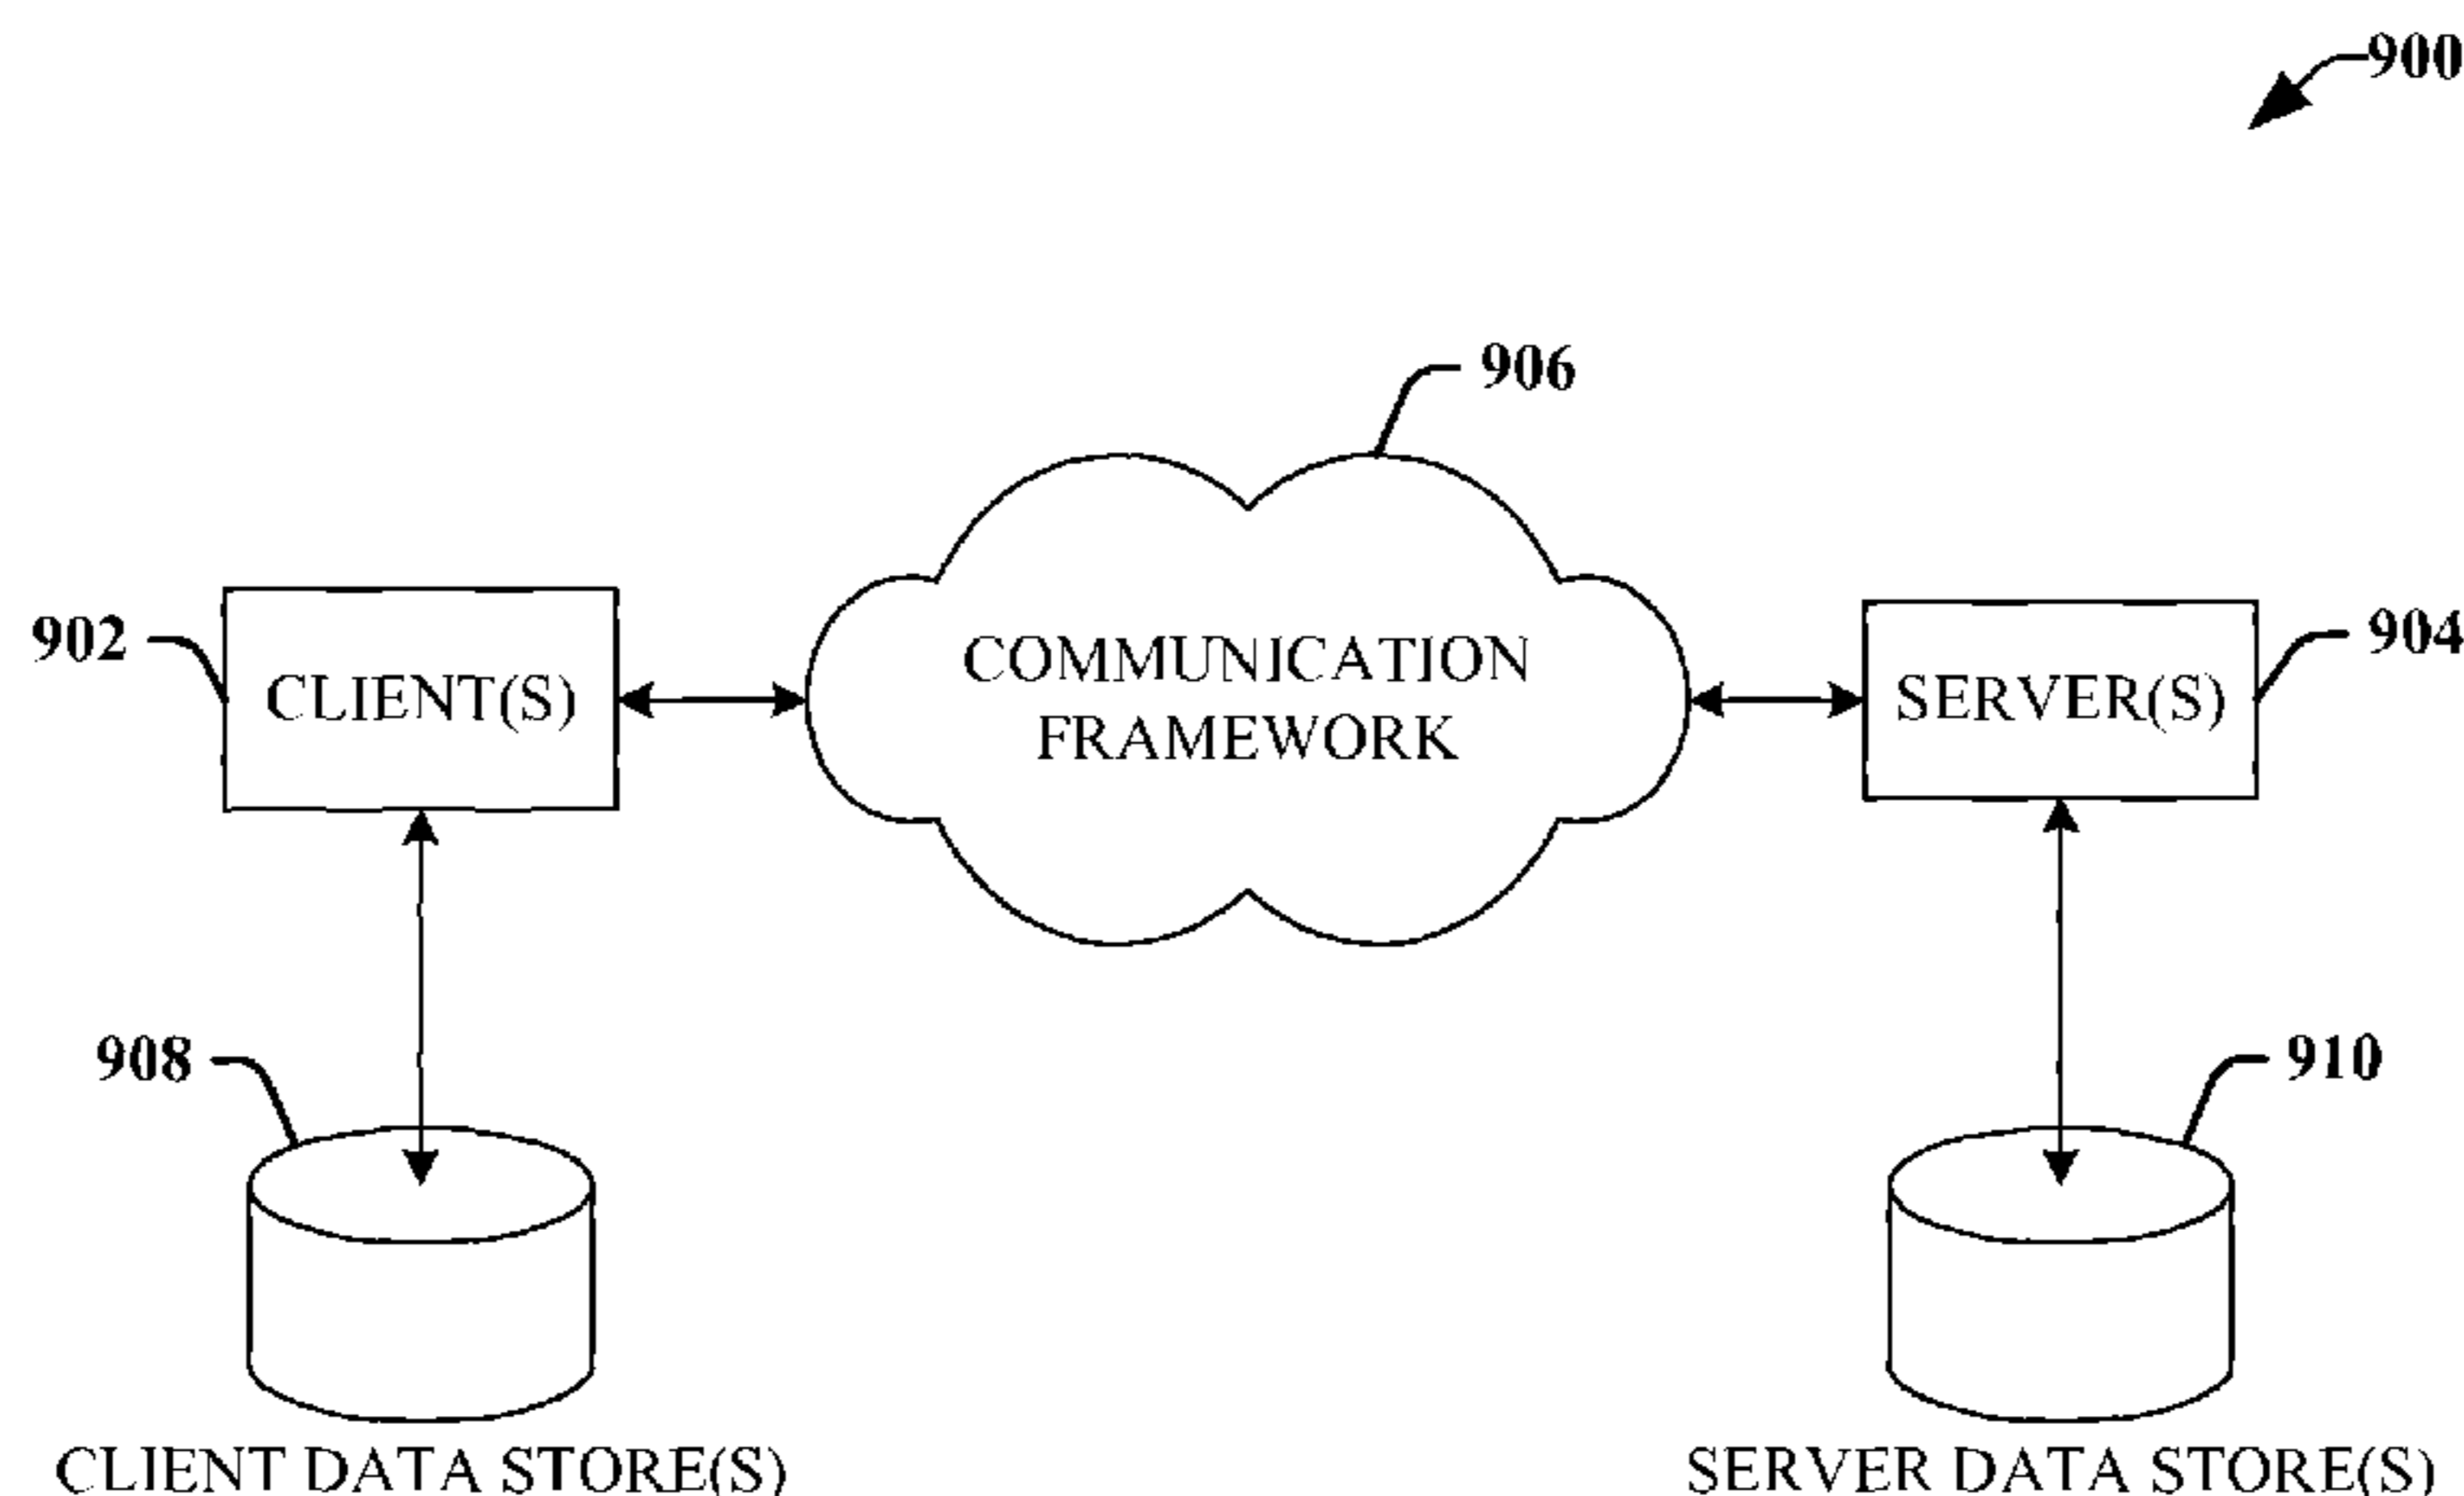 900
906
902
CLIENT(S)
COMMUNICATION
FRAMEWORK
SERVER(S)
904
908
910
CLIENT DATA STORE(S)
SERVER DATA STORE(S)